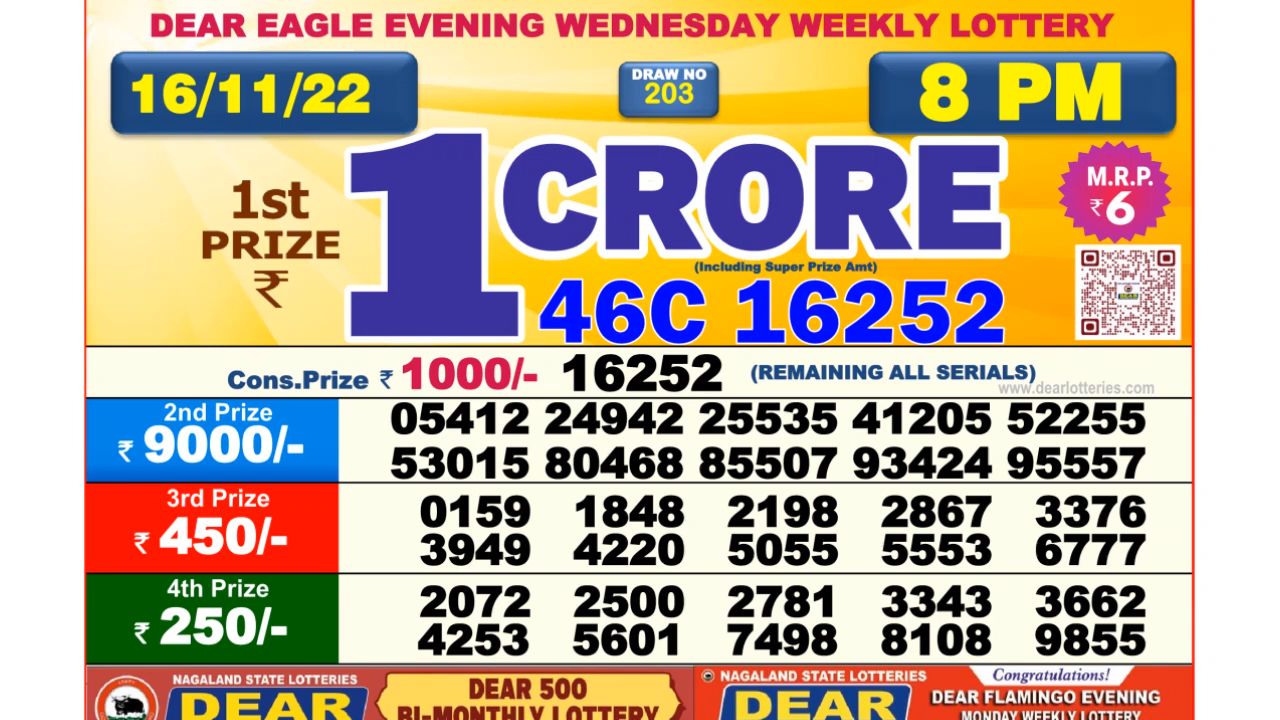 DEAR EAGLE EVENING WEDNESDAY WEEKLY LOTTERY
16/11/22
DRAW NO
203
8 PM
1st
PRIZE
₹
1 CRORE
(Including Super Prize Amt)
46C 16252
M.R.P.
₹6
DEAR
Cons.Prize ₹ 1000/- 16252 (REMAINING ALL SERIALS)
www.dearlotteries.com
2nd Prize
₹ 9000/-
05412 24942 25535 41205 52255
53015 80468 85507 93424 95557
3rd Prize
₹ 450/-
0159 1848 2198 2867 3376
3949 4220 5055 5553 6777
4th Prize
₹ 250/-
2072 2500 2781 3343 3662
4253 5601 7498 8108 9855
NAGALAND STATE LOTTERIES
DEAR
DEAR 500
BI-MONTHLY LOTTERY
NAGALAND STATE LOTTERIES
DEAR
Congratulations!
DEAR FLAMINGO EVENING
MONDAY WEEKLY LOTTERY